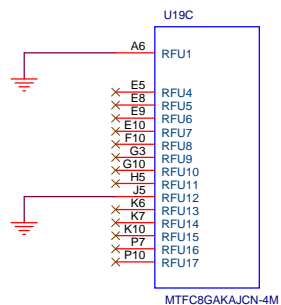 U19C
A6 RFU1
E5 RFU4
E8 RFU5
E9 RFU6
E10 RFU7
F10 RFU8
G3 RFU9
G10 RFU10
H5 RFU11
J5 RFU12
K6 RFU13
K7 RFU14
K10 RFU15
P7 RFU16
P10 RFU17
MTFC8GAKAJCN-4M